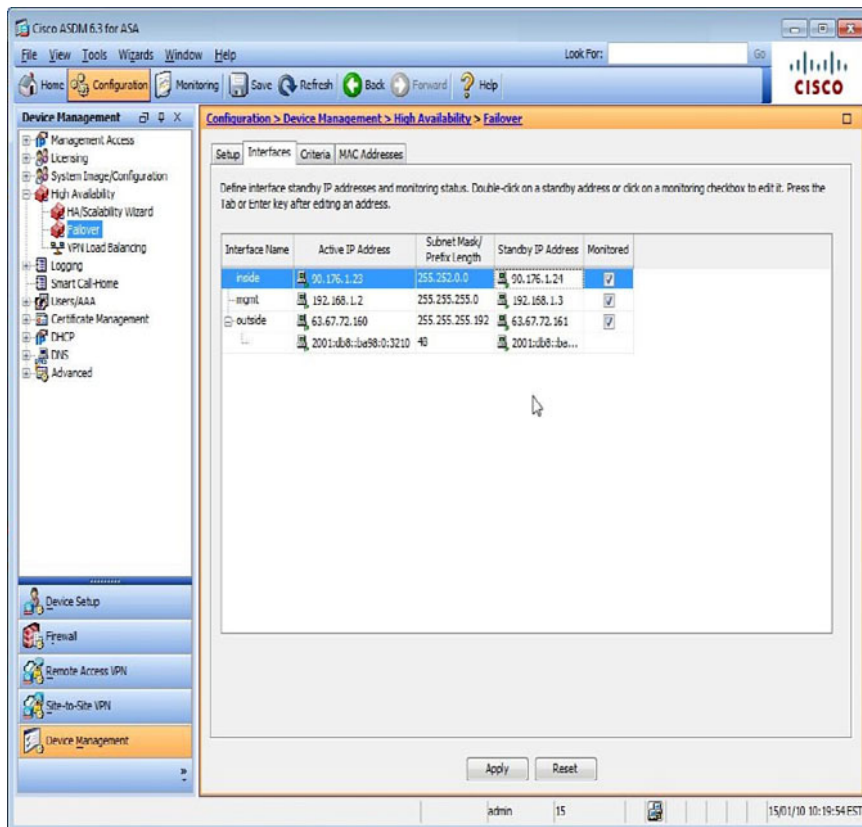 Cisco ASDM 6.3 for ASA
File View Tools Wizards Window Help
Look For:
Go
Home Configuration Monitoring Save Refresh Back Forward Help
CISCO
Device Management
Configuration > Device Management > High Availability > Failover
Management Access
Licensing
System Image/Configuration
High Availability
HA/Scalability Wizard
Failover
VPN Load Balancing
Logging
Smart Call-Home
Users/AAA
Certificate Management
DHCP
DNS
Advanced
Setup Interfaces Criteria MAC Addresses
Define interface standby IP addresses and monitoring status. Double-click on a standby address or click on a monitoring checkbox to edit it. Press the
Tab or Enter key after editing an address.
Interface Name Active IP Address Subnet Mask/ Prefix Length Standby IP Address Monitored
inside 90.176.1.23 255.252.0.0 90.176.1.24
mgmt 192.168.1.2 255.255.255.0 192.168.1.3
outside 63.67.72.160 255.255.255.192 63.67.72.161
2001:db8::ba98:0:3210 48 2001:db8::ba...
Device Setup
Firewall
Remote Access VPN
Site-to-Site VPN
Device Management
Apply Reset
admin 15 15/01/10 10:19:54 EST